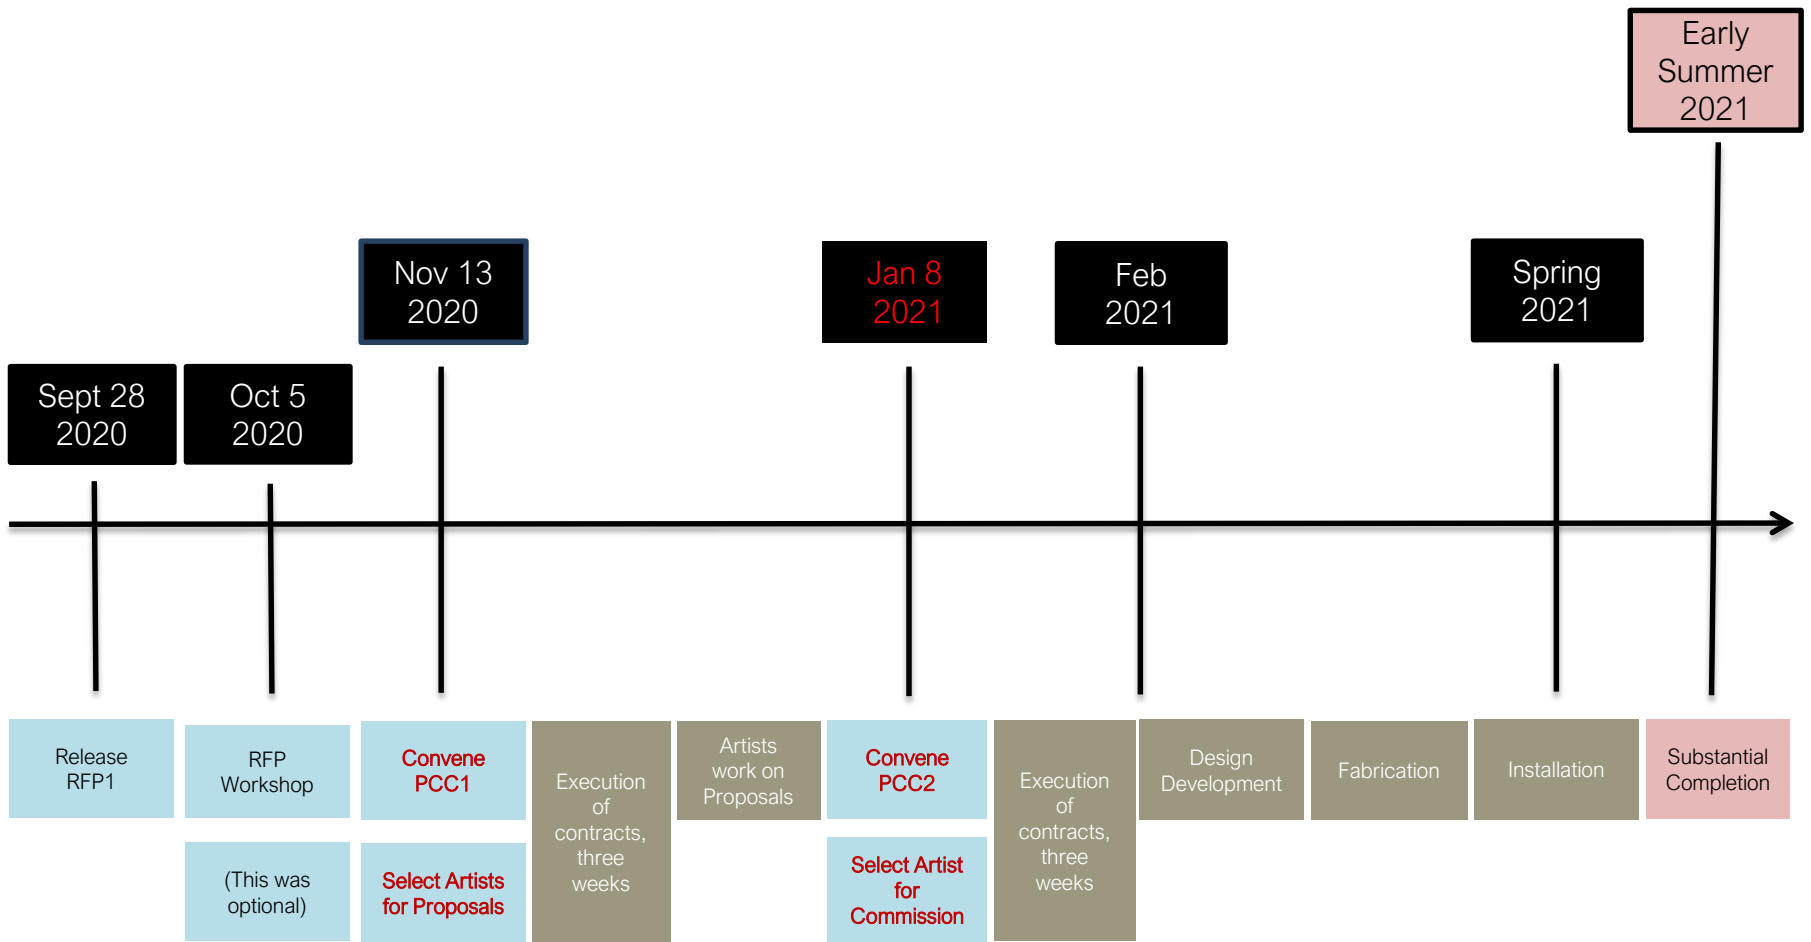 Early
Summer
2021
Nov 13
2020
Jan 8
2021
Feb
2021
Spring
2021
Sept 28
2020
Oct 5
2020
Release
RFP1
RFP
Workshop
(This was
optional)
Convene
PCC1
Select Artists
for Proposals
Execution
of
contracts,
three
weeks
Artists
work on
Proposals
Convene
PCC2
Select Artist
for
Commission
Execution
of
contracts,
three
weeks
Design
Development
Fabrication
Installation
Substantial
Completion